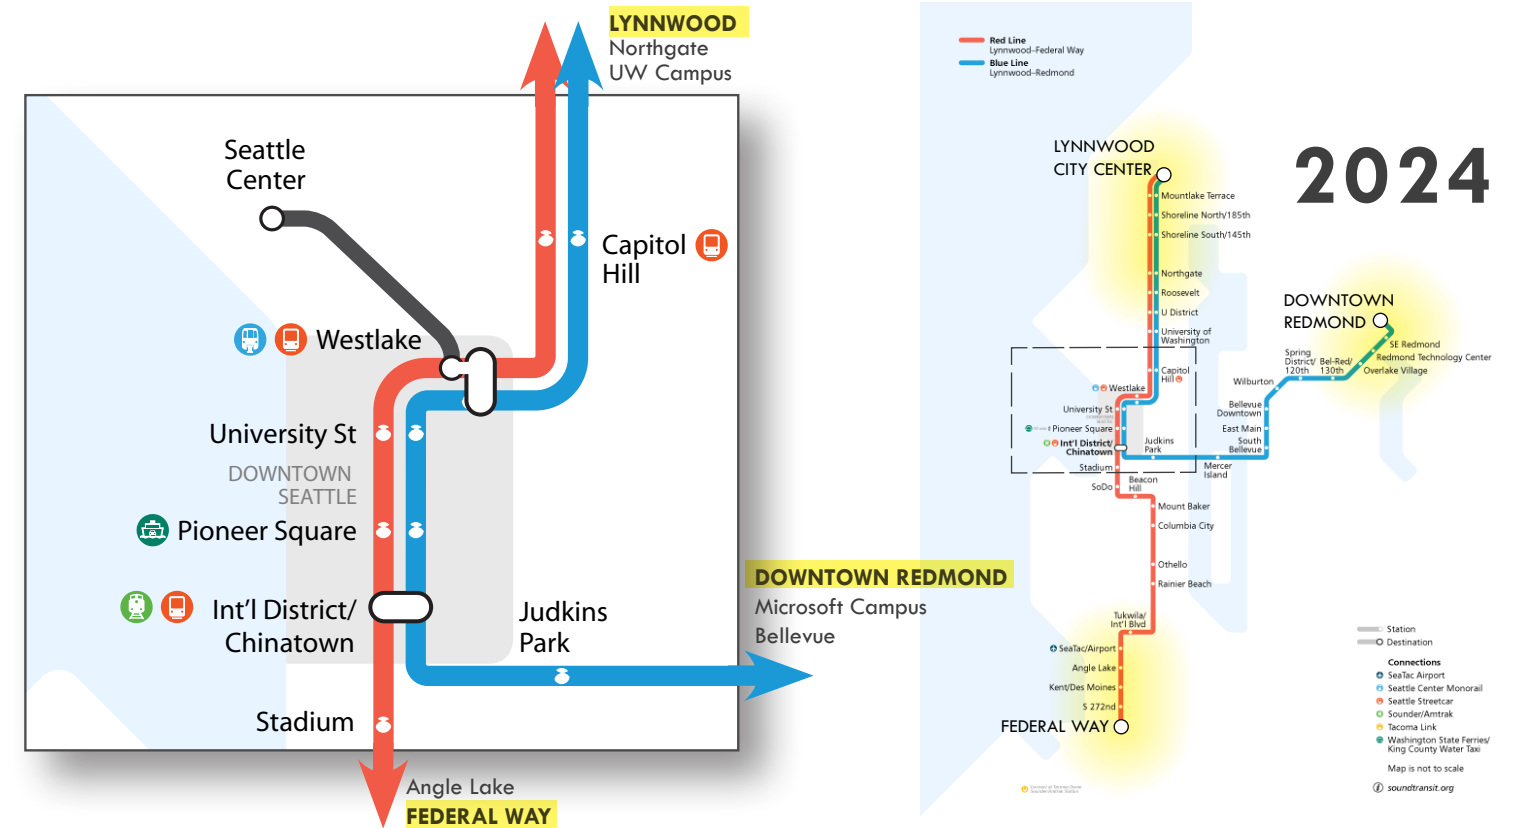 LYNNWOOD
Northgate
UW Campus
Seattle
Center
Capitol
Hill
Westlake
University St
DOWNTOWN
SEATTLE
Pioneer Square
Int'l District/
Chinatown
Judkins
Park
Stadium
DOWNTOWN REDMOND
Microsoft Campus
Bellevue
Angle Lake
FEDERAL WAY
Red Line
Lynnwood–Federal Way
Blue Line
Lynnwood–Redmond
2024
LYNNWOOD
CITY CENTER
Mountlake Terrace
Shoreline North/185th
Shoreline South/145th
Northgate
Roosevelt
U District
University of
Washington
Capitol
Hill
Westlake
University St
DOWNTOWN
SEATTLE
Pioneer Square
Int'l District/
Chinatown
Judkins
Park
Stadium
SoDo
Beacon
Hill
Mount Baker
Columbia City
Othello
Rainier Beach
Tukwila/
Int'l Blvd
SeaTac/Airport
Angle Lake
Kent/Des Moines
S 272nd
FEDERAL WAY
DOWNTOWN
REDMOND
SE Redmond
Redmond Technology Center
Overlake Village
Spring
District/
120th
Bel-Red/
130th
Wilburton
Bellevue
Downtown
East Main
South
Bellevue
Mercer
Island
Station
Destination
Connections
SeaTac Airport
Seattle Center Monorail
Seattle Streetcar
Sounder/Amtrak
Tacoma Link
Washington State Ferries/
King County Water Taxi
Map is not to scale
soundtransit.org